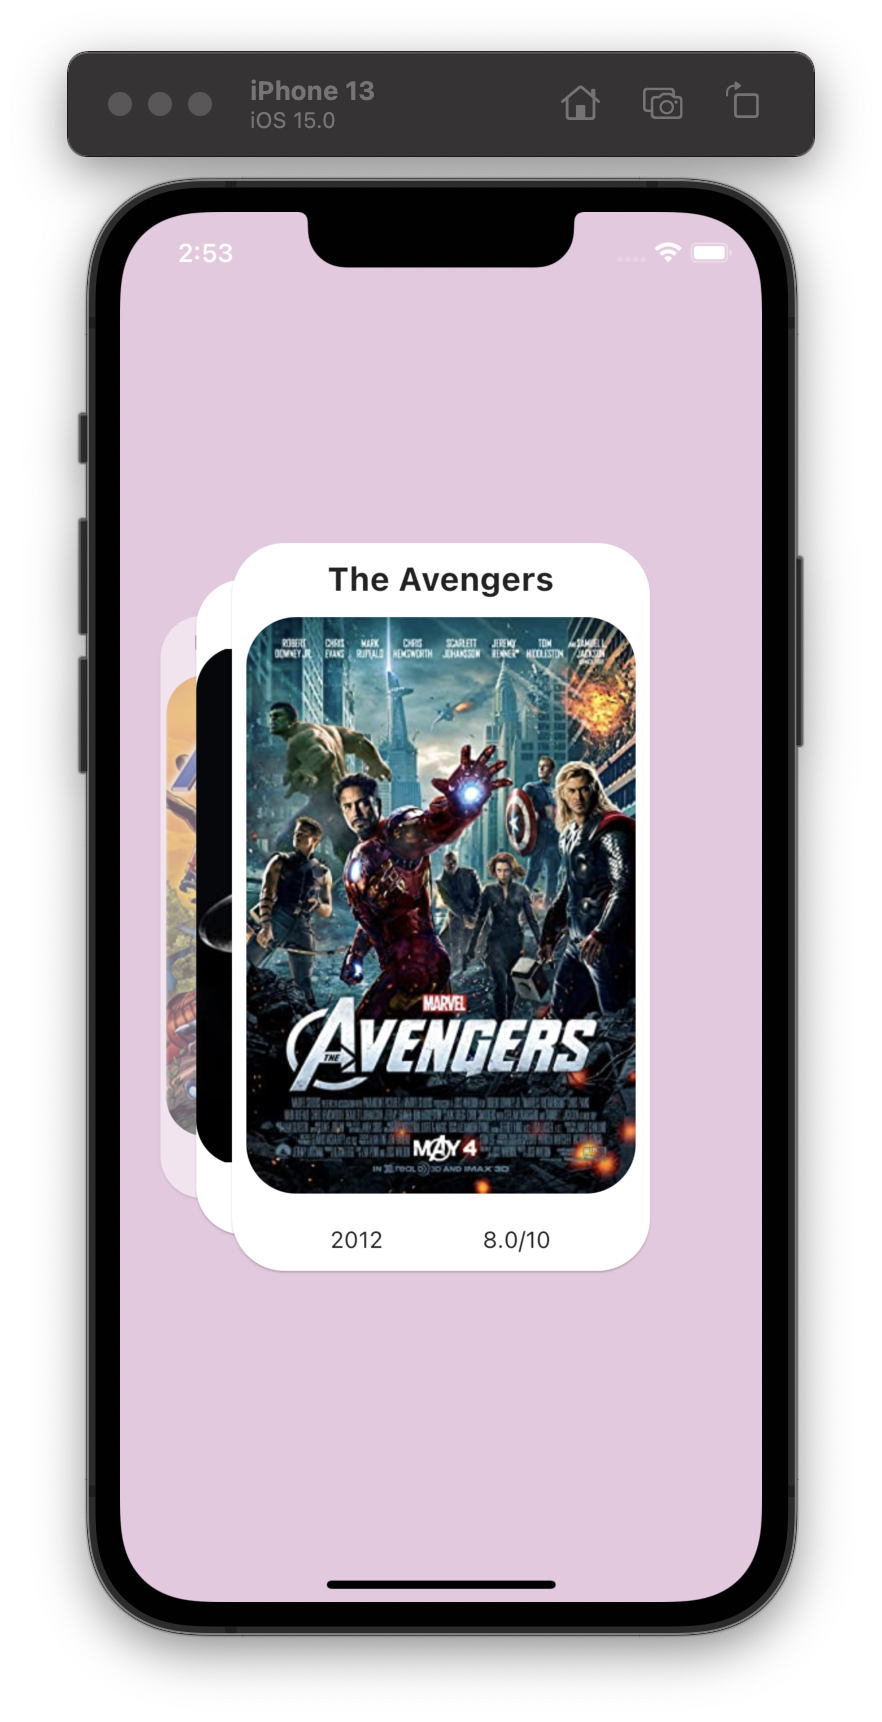 iPhone 13
iOS 15.0
2:53
The Avengers
ROBERT DOWNEY JR. CHRIS EVANS MARK RUFFALO CHRIS HEMSWORTH SCARLETT JOHANSSON JEREMY RENNER TOM HIDDLESTON AND SAMUEL L. JACKSON
MARVEL
THE AVENGERS
MAY 4
IN REAL D 3D AND IMAX 3D
2012 8.0/10